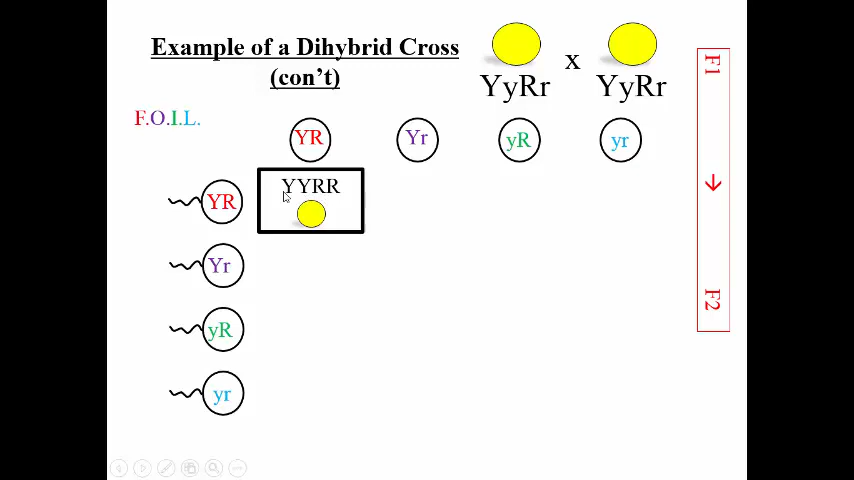 Example of a Dihybrid Cross
(con't)
YyRr x YyRr
F1
F.O.I.L.
YR Yr yR yr
YYRR
YR
Yr
yR
yr
F2